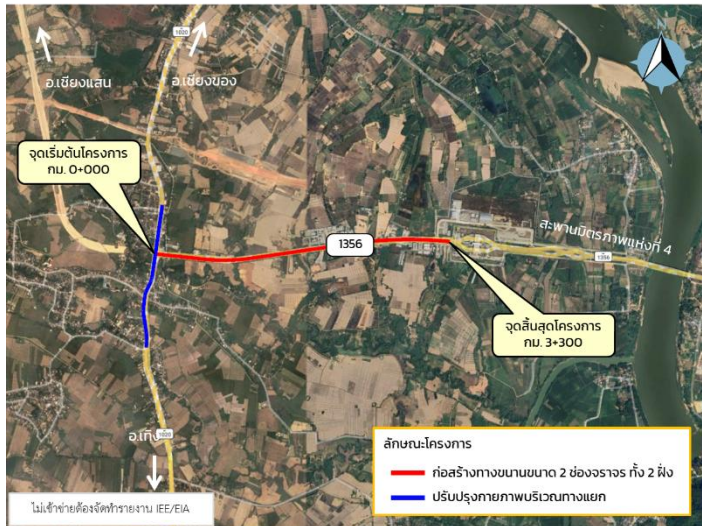 N
1020
อ.เชียงแสน
อ.เชียงของ
จุดเริ่มต้นโครงการ
กม. 0+000
1356
สะพานมิตรภาพแห่งที่ 4
1356
จุดสิ้นสุดโครงการ
กม. 3+300
อ.เทิง
1020
ลักษณะโครงการ
ก่อสร้างทางขนานขนาด 2 ช่องจราจร ทั้ง 2 ฝั่ง
ปรับปรุงกายภาพบริเวณทางแยก
ไม่เข้าข่ายต้องจัดทำรายงาน IEE/EIA